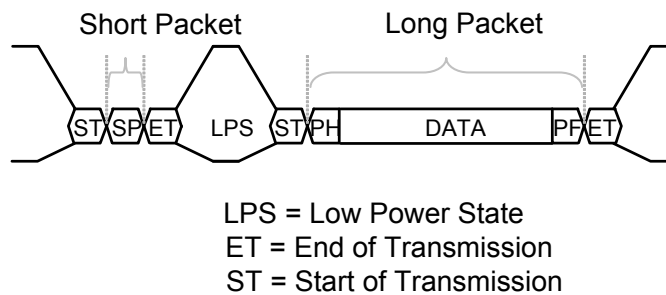 Short Packet Long Packet
ST SP ET LPS ST PH DATA PF ET
LPS = Low Power State
ET = End of Transmission
ST = Start of Transmission